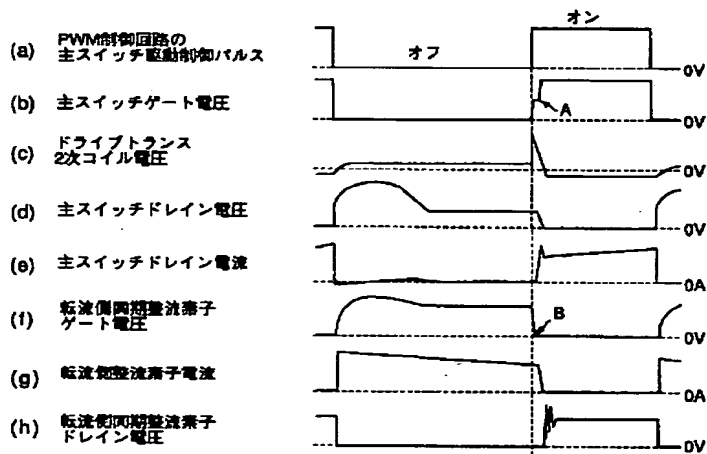 オン
オフ
(a) PWM制御回路の
主スイッチ駆動制御パルス
0V
(b) 主スイッチゲート電圧
A
0V
(c) ドライブトランス
2次コイル電圧
0V
(d) 主スイッチドレイン電圧
0V
(e) 主スイッチドレイン電流
0A
(f) 転流側同期整流素子
ゲート電圧
B
0V
(g) 転流側整流素子電流
0A
(h) 転流側同期整流素子
ドレイン電圧
0V